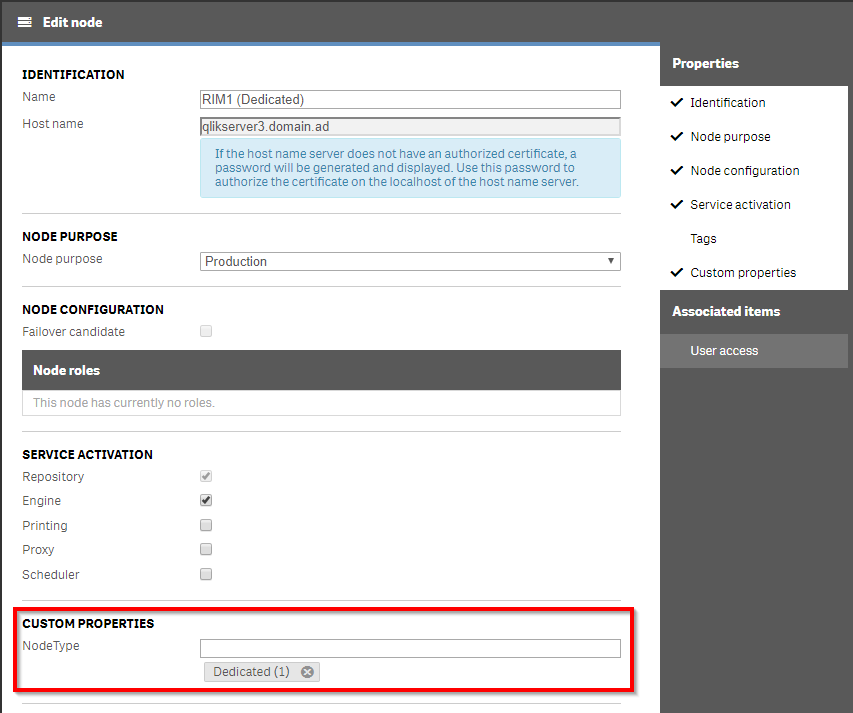 Edit node
IDENTIFICATION
Name
RIM1 (Dedicated)
Host name
qlikserver3.domain.ad
If the host name server does not have an authorized certificate, a
password will be generated and displayed. Use this password to
authorize the certificate on the localhost of the host name server.
NODE PURPOSE
Node purpose
Production
NODE CONFIGURATION
Failover candidate
Node roles
This node has currently no roles.
SERVICE ACTIVATION
Repository
Engine
Printing
Proxy
Scheduler
CUSTOM PROPERTIES
NodeType
Dedicated (1)
Properties
Identification
Node purpose
Node configuration
Service activation
Tags
Custom properties
Associated items
User access